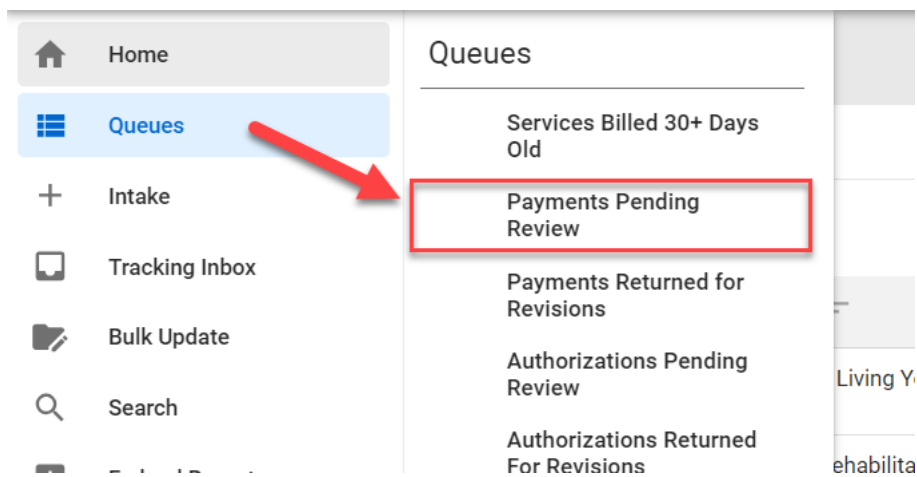 Home
Queues
Intake
Tracking Inbox
Bulk Update
Search
Queues
Services Billed 30+ Days
Old
Payments Pending
Review
Payments Returned for
Revisions
Authorizations Pending
Review
Authorizations Returned
For Revisions
Living